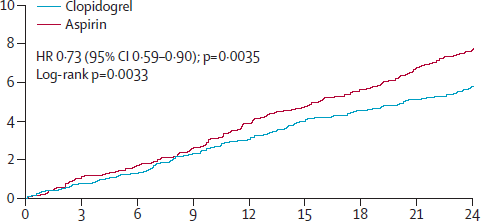 10
Clopidogrel
Aspirin
8
HR 0·73 (95% CI 0·59–0·90); p=0·0035
Log-rank p=0·0033
6
4
2
0
0 3 6 9 12 15 18 21 24